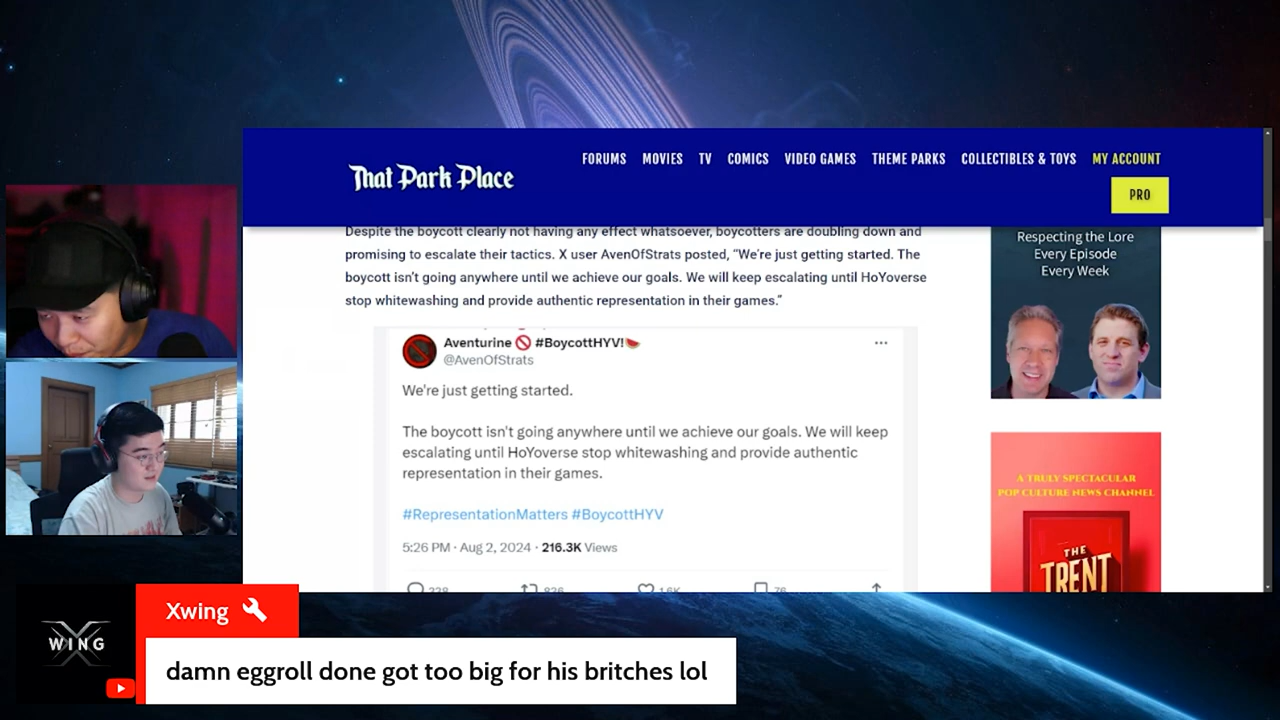 FORUMS MOVIES TV COMICS VIDEO GAMES THEME PARKS COLLECTIBLES & TOYS MY ACCOUNT
That Park Place
PRO
Despite the boycott clearly not having any effect whatsoever, boycotters are doubling down and
promising to escalate their tactics. X user AvenOfStrats posted, “We’re just getting started. The
boycott isn’t going anywhere until we achieve our goals. We will keep escalating until HoYoverse
stop whitewashing and provide authentic representation in their games.”
Aventurine 🚫 #BoycottHYV!🍉
@AvenOfStrats
We're just getting started.
The boycott isn't going anywhere until we achieve our goals. We will keep
escalating until HoYoverse stop whitewashing and provide authentic
representation in their games.
#RepresentationMatters #BoycottHYV
5:26 PM · Aug 2, 2024 · 216.3K Views
Respecting the Lore
Every Episode
Every Week
A TRULY SPECTACULAR
POP CULTURE NEWS CHANNEL
THE
TRENT
X
WING
Xwing
damn eggroll done got too big for his britches lol